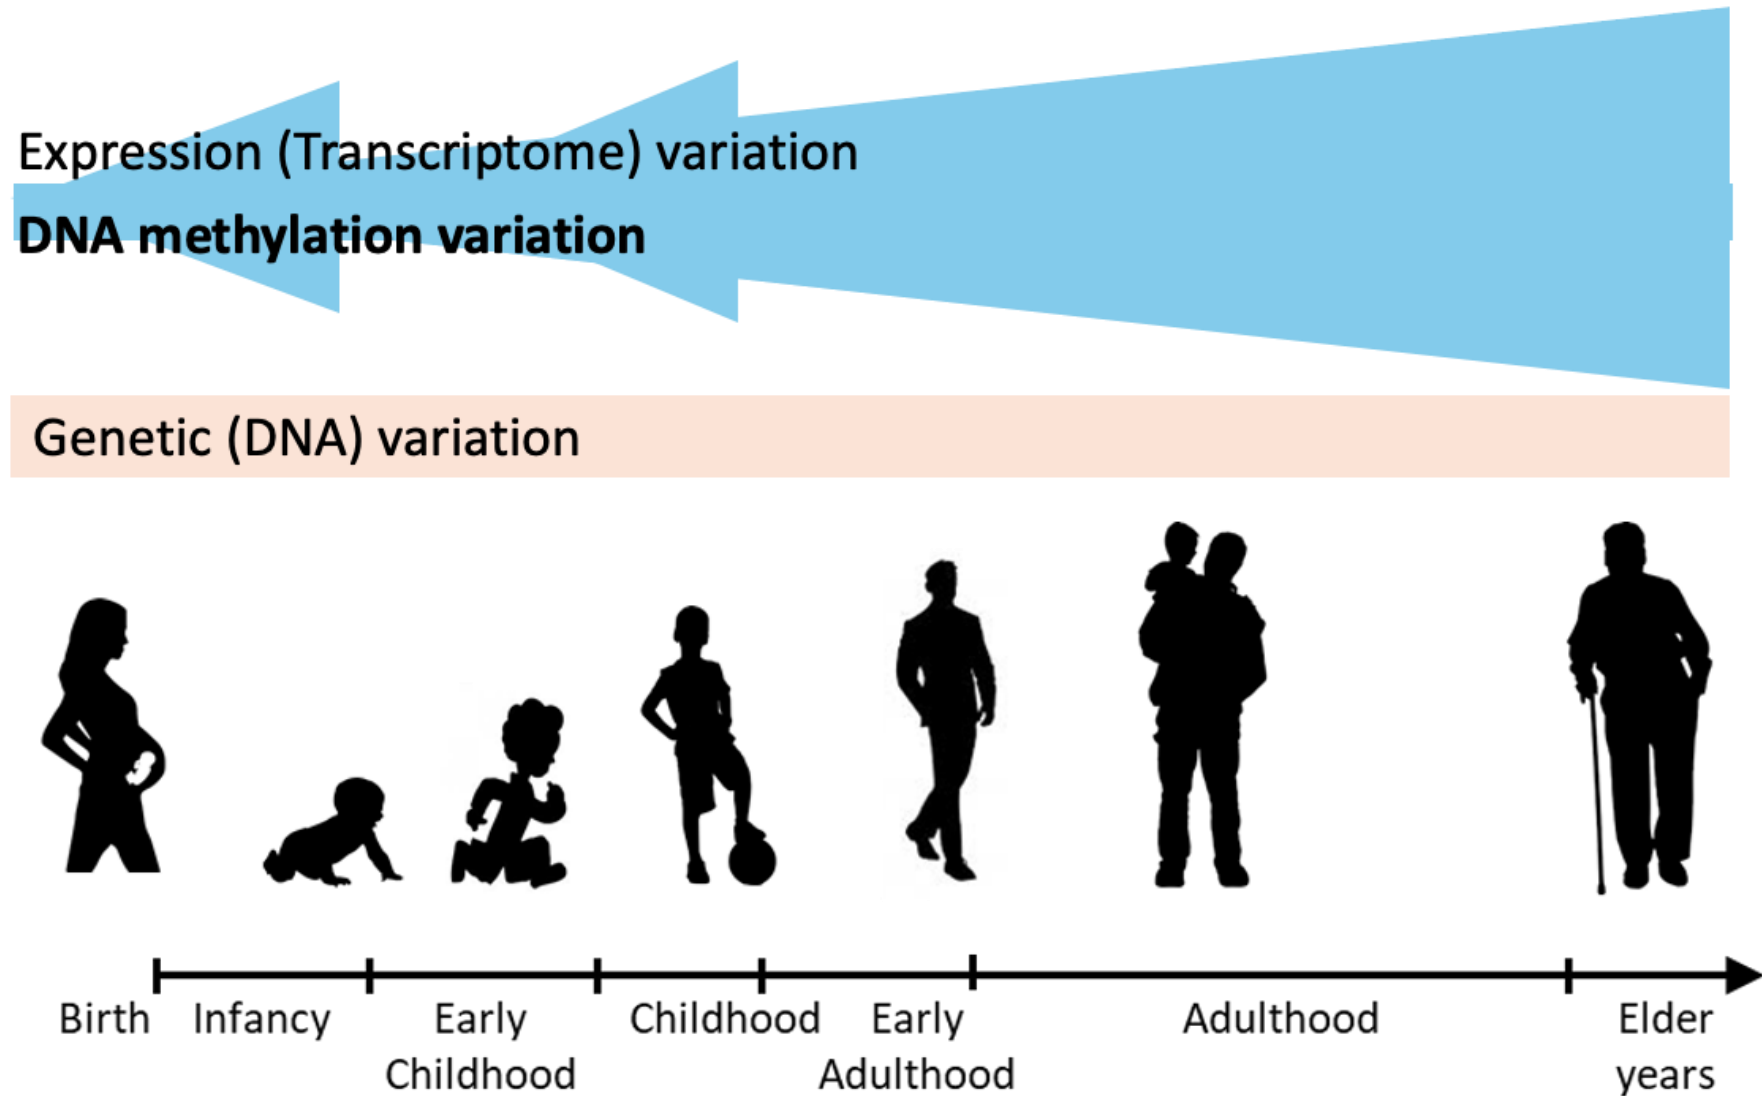 Expression (Transcriptome) variation
DNA methylation variation
Genetic (DNA) variation
Birth
Infancy
Early
Childhood
Childhood
Early
Adulthood
Adulthood
Elder
years